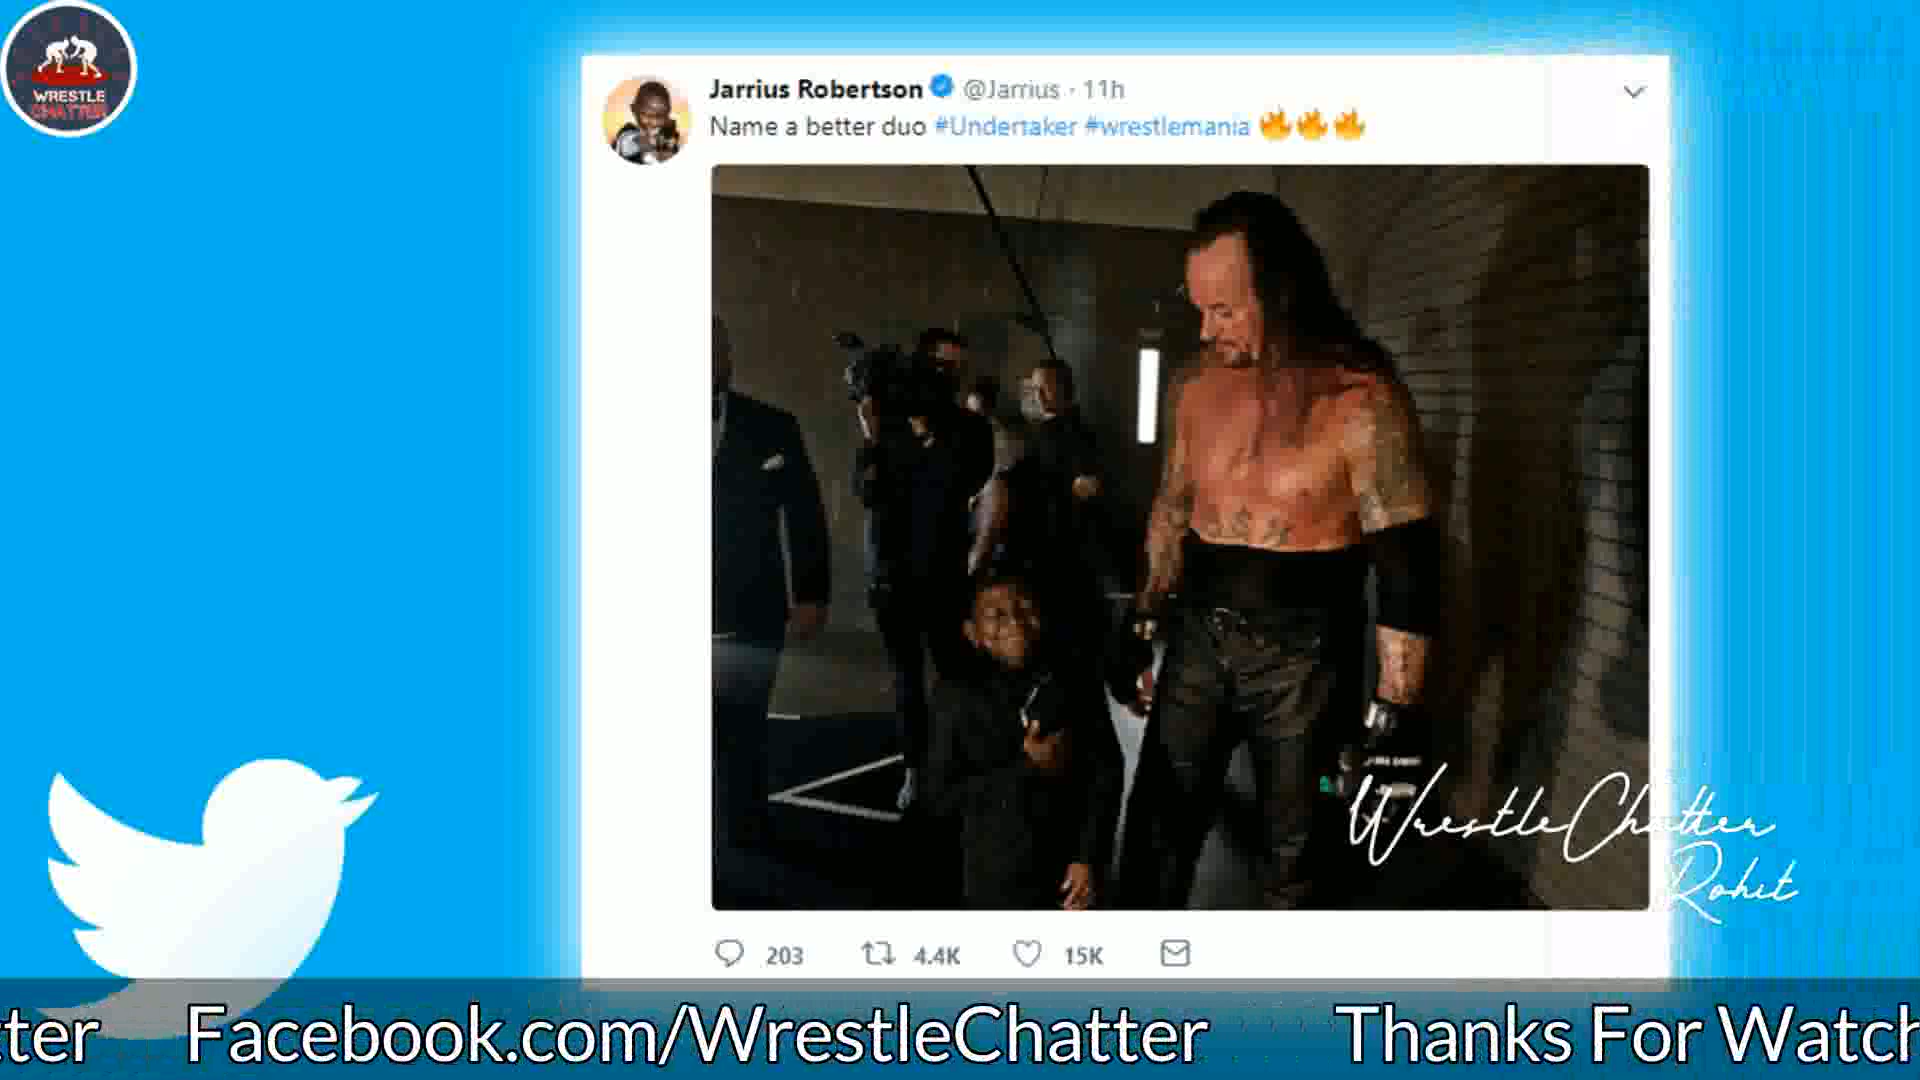 WRESTLE
CHATTER
Jarrius Robertson @Jarrius · 11h
Name a better duo #Undertaker #wrestlemania
WrestleChatter
Rohit
203 4.4K 15K
tter Facebook.com/WrestleChatter Thanks For Watch